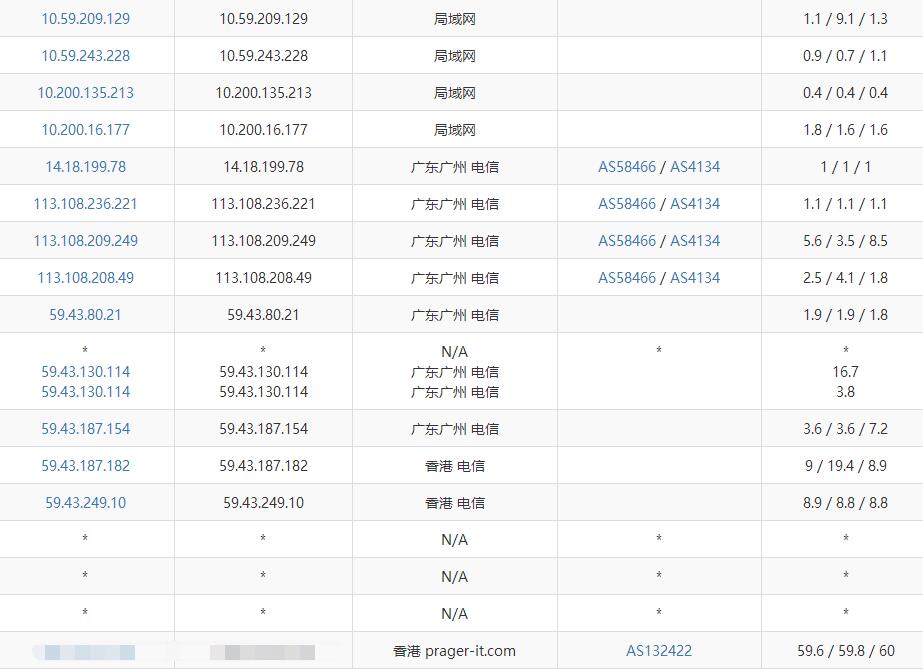 10.59.209.129 10.59.209.129 局域网 1.1 / 9.1 / 1.3
10.59.243.228 10.59.243.228 局域网 0.9 / 0.7 / 1.1
10.200.135.213 10.200.135.213 局域网 0.4 / 0.4 / 0.4
10.200.16.177 10.200.16.177 局域网 1.8 / 1.6 / 1.6
14.18.199.78 14.18.199.78 广东广州 电信 AS58466 / AS4134 1 / 1 / 1
113.108.236.221 113.108.236.221 广东广州 电信 AS58466 / AS4134 1.1 / 1.1 / 1.1
113.108.209.249 113.108.209.249 广东广州 电信 AS58466 / AS4134 5.6 / 3.5 / 8.5
113.108.208.49 113.108.208.49 广东广州 电信 AS58466 / AS4134 2.5 / 4.1 / 1.8
59.43.80.21 59.43.80.21 广东广州 电信 1.9 / 1.9 / 1.8
* * N/A * *
59.43.130.114 59.43.130.114 广东广州 电信 16.7
59.43.130.114 59.43.130.114 广东广州 电信 3.8
59.43.187.154 59.43.187.154 广东广州 电信 3.6 / 3.6 / 7.2
59.43.187.182 59.43.187.182 香港 电信 9 / 19.4 / 8.9
59.43.249.10 59.43.249.10 香港 电信 8.9 / 8.8 / 8.8
* * N/A * *
* * N/A * *
* * N/A * *
香港 prager-it.com AS132422 59.6 / 59.8 / 60